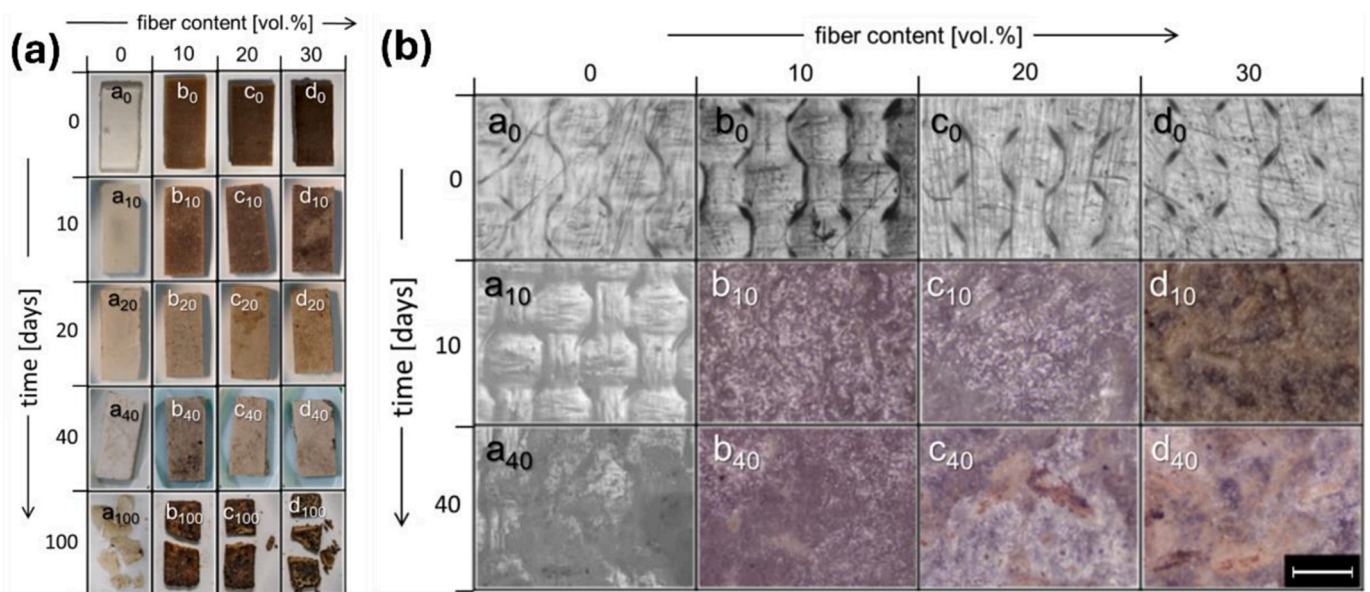 fiber content [vol.%]
(a)
0 10 20 30
0
a0 b0 c0 d0
10
a10 b10 c10 d10
20
a20 b20 c20 d20
40
a40 b40 c40 d40
100
a100 b100 c100 d100
time [days]
(b)
fiber content [vol.%]
0 10 20 30
0
a0 b0 c0 d0
10
a10 b10 c10 d10
40
a40 b40 c40 d40
time [days]